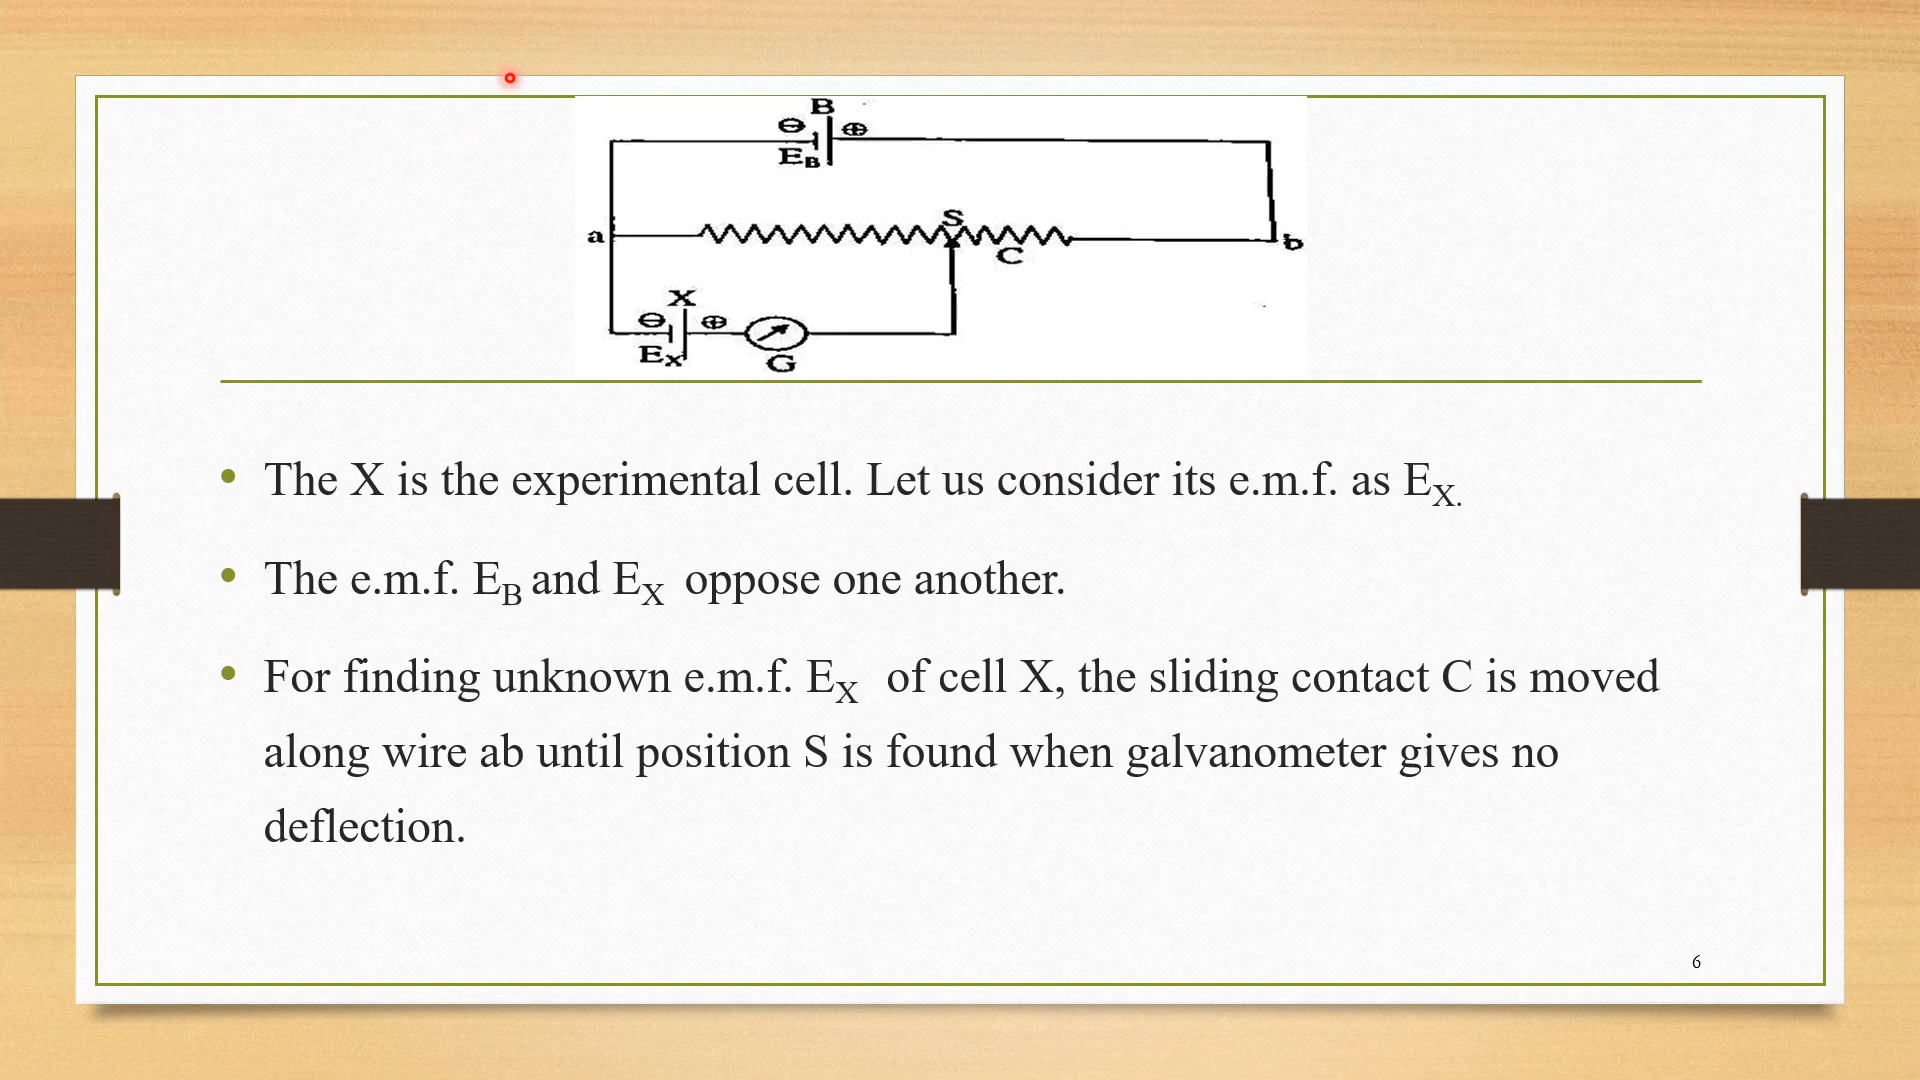 B
⊖ ⊕
E_B
S
a b
C
X
⊖ ⊕
E_X
G
• The X is the experimental cell. Let us consider its e.m.f. as E_X.
• The e.m.f. E_B and E_X oppose one another.
• For finding unknown e.m.f. E_X of cell X, the sliding contact C is moved
along wire ab until position S is found when galvanometer gives no
deflection.
6